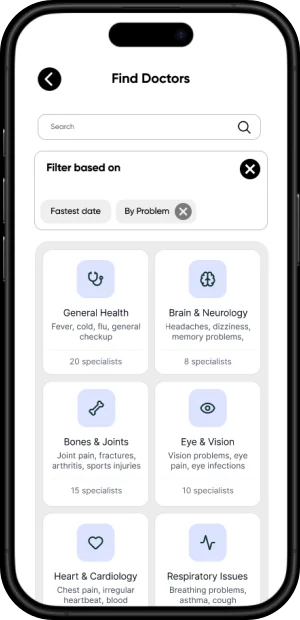 Find Doctors
Search
Filter based on
Fastest date
By Problem
General Health
Fever, cold, flu, general
checkup
20 specialists
Brain & Neurology
Headaches, dizziness,
memory problems,
8 specialists
Bones & Joints
Joint pain, fractures,
arthritis, sports injuries
15 specialists
Eye & Vision
Vision problems, eye
pain, eye infections
10 specialists
Heart & Cardiology
Chest pain, irregular
heartbeat, blood
Respiratory Issues
Breathing problems,
asthma, cough